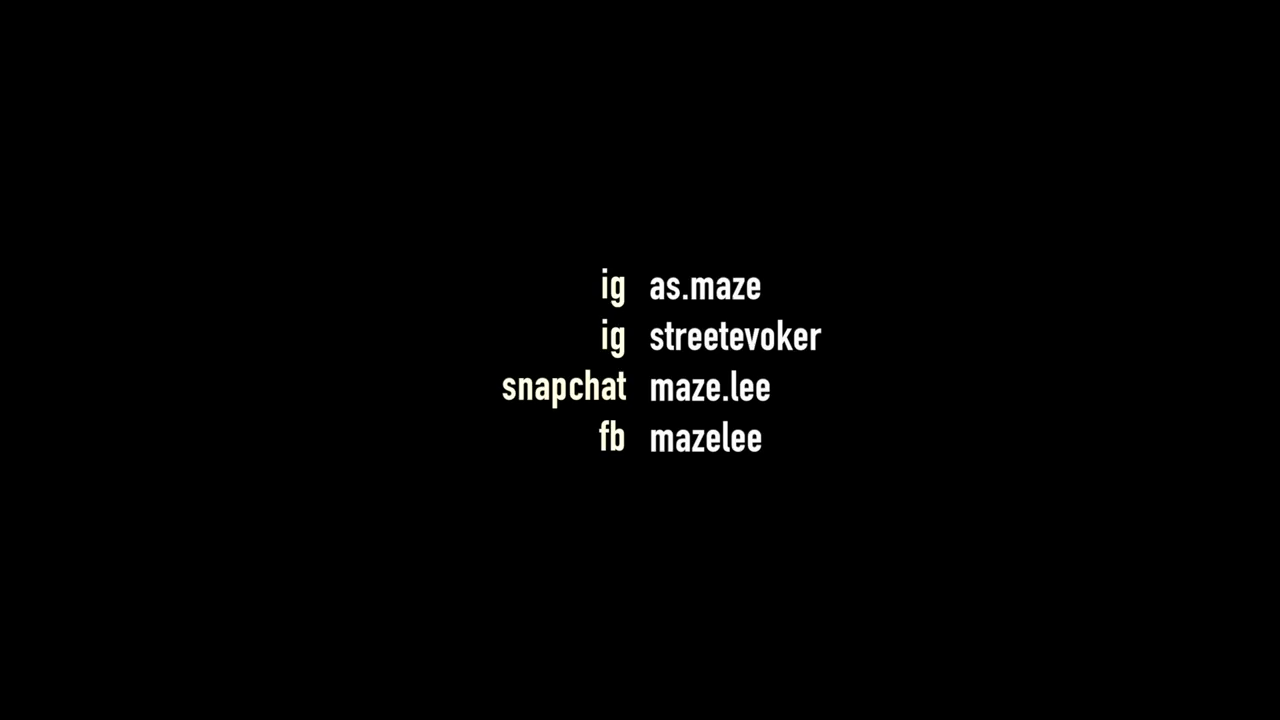 ig as.maze
ig streetevoker
snapchat maze.lee
fb mazelee